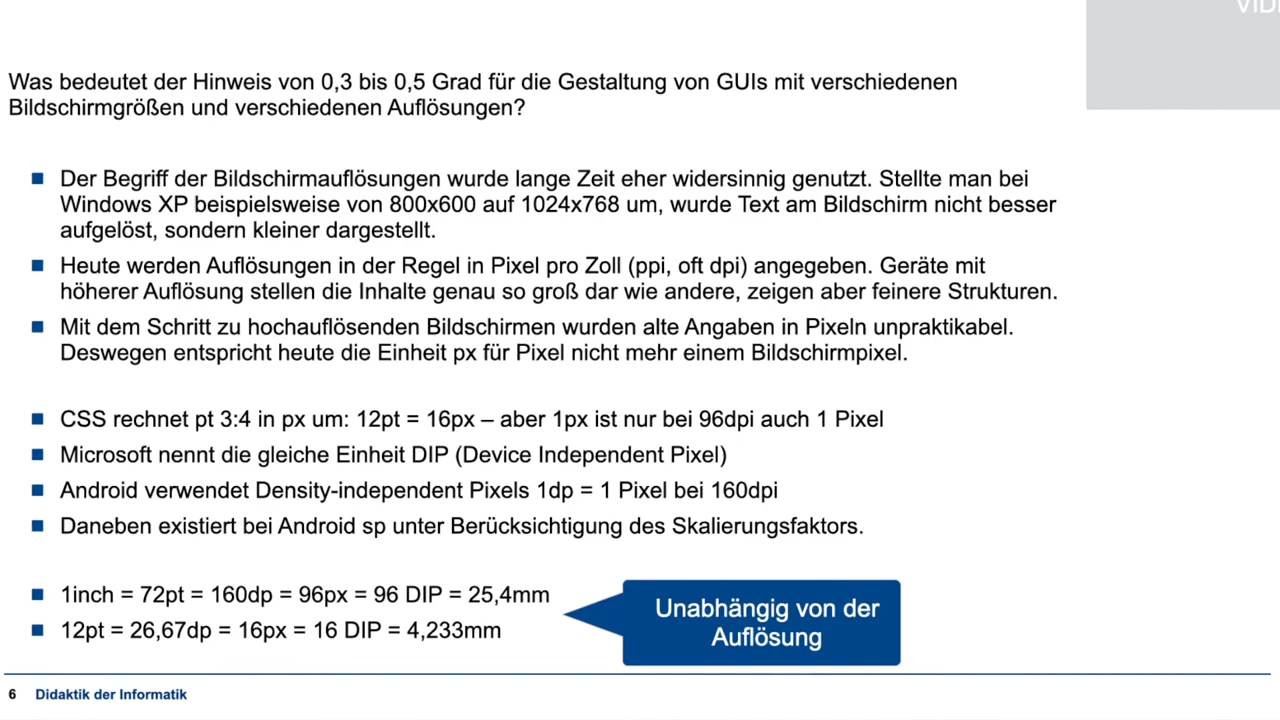 VID
Was bedeutet der Hinweis von 0,3 bis 0,5 Grad für die Gestaltung von GUIs mit verschiedenen
Bildschirmgrößen und verschiedenen Auflösungen?
Der Begriff der Bildschirmauflösungen wurde lange Zeit eher widersinnig genutzt. Stellte man bei
Windows XP beispielsweise von 800x600 auf 1024x768 um, wurde Text am Bildschirm nicht besser
aufgelöst, sondern kleiner dargestellt.
Heute werden Auflösungen in der Regel in Pixel pro Zoll (ppi, oft dpi) angegeben. Geräte mit
höherer Auflösung stellen die Inhalte genau so groß dar wie andere, zeigen aber feinere Strukturen.
Mit dem Schritt zu hochauflösenden Bildschirmen wurden alte Angaben in Pixeln unpraktikabel.
Deswegen entspricht heute die Einheit px für Pixel nicht mehr einem Bildschirmpixel.
CSS rechnet pt 3:4 in px um: 12pt = 16px – aber 1px ist nur bei 96dpi auch 1 Pixel
Microsoft nennt die gleiche Einheit DIP (Device Independent Pixel)
Android verwendet Density-independent Pixels 1dp = 1 Pixel bei 160dpi
Daneben existiert bei Android sp unter Berücksichtigung des Skalierungsfaktors.
1inch = 72pt = 160dp = 96px = 96 DIP = 25,4mm
12pt = 26,67dp = 16px = 16 DIP = 4,233mm
Unabhängig von der
Auflösung
6 Didaktik der Informatik